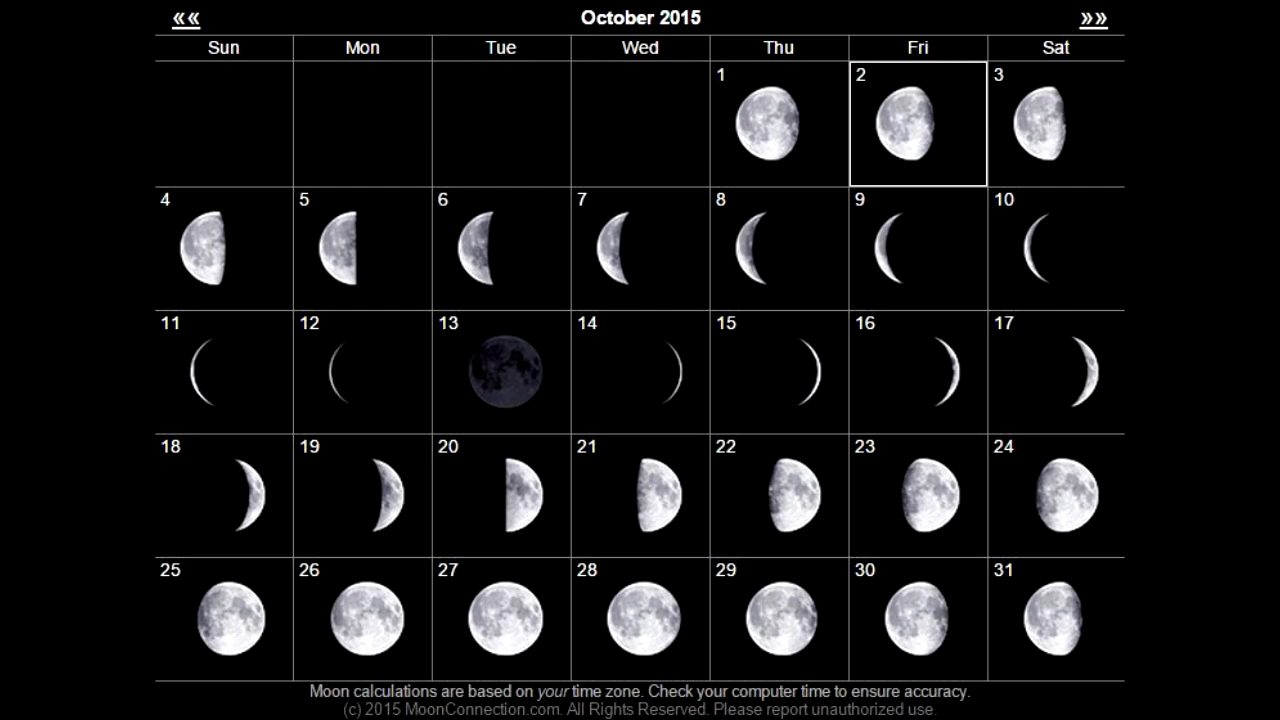 «« October 2015 »»
Sun Mon Tue Wed Thu Fri Sat
1 2 3
4 5 6 7 8 9 10
11 12 13 14 15 16 17
18 19 20 21 22 23 24
25 26 27 28 29 30 31
Moon calculations are based on your time zone. Check your computer time to ensure accuracy.
(c) 2015 MoonConnection.com. All Rights Reserved. Please report unauthorized use.